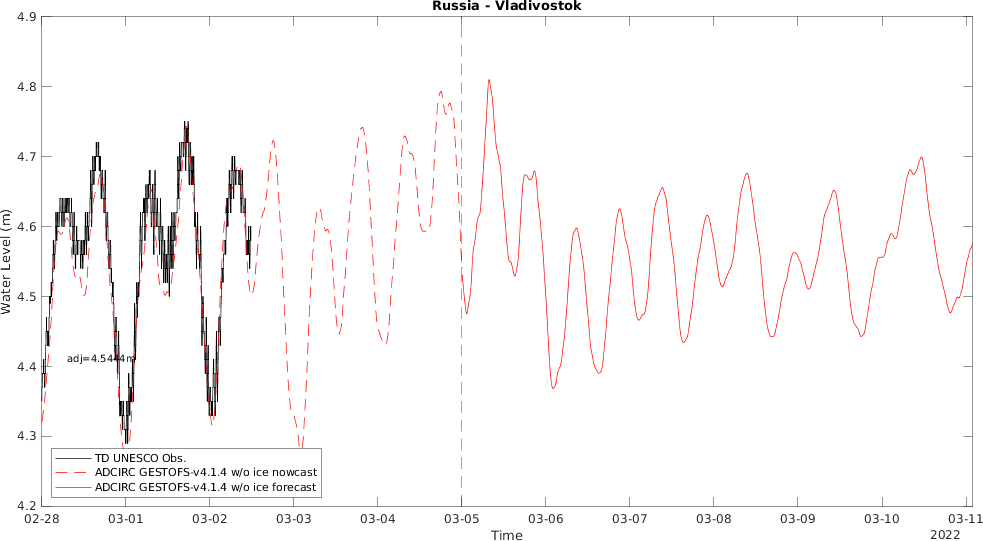 Russia - Vladivostok
4.9
4.8
4.7
4.6
4.5
4.4
4.3
4.2
Water Level (m)
adj=4.5444m
TD UNESCO Obs.
ADCIRC GESTOFS-v4.1.4 w/o ice nowcast
ADCIRC GESTOFS-v4.1.4 w/o ice forecast
02-28 03-01 03-02 03-03 03-04 03-05 03-06 03-07 03-08 03-09 03-10 03-11
Time
2022